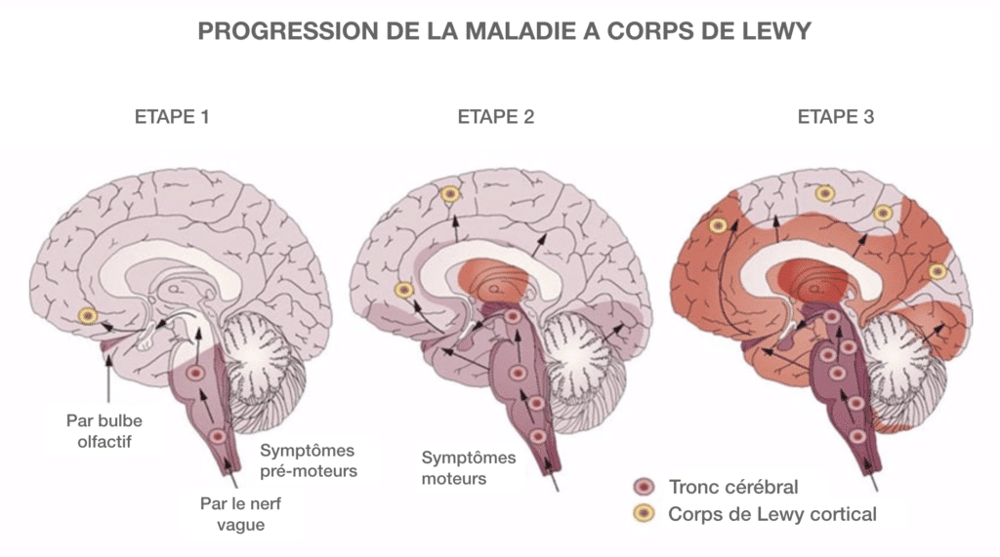 PROGRESSION DE LA MALADIE A CORPS DE LEWY
ETAPE 1
ETAPE 2
ETAPE 3
Par bulbe
olfactif
Symptômes
pré-moteurs
Par le nerf
vague
Symptômes
moteurs
Tronc cérébral
Corps de Lewy cortical